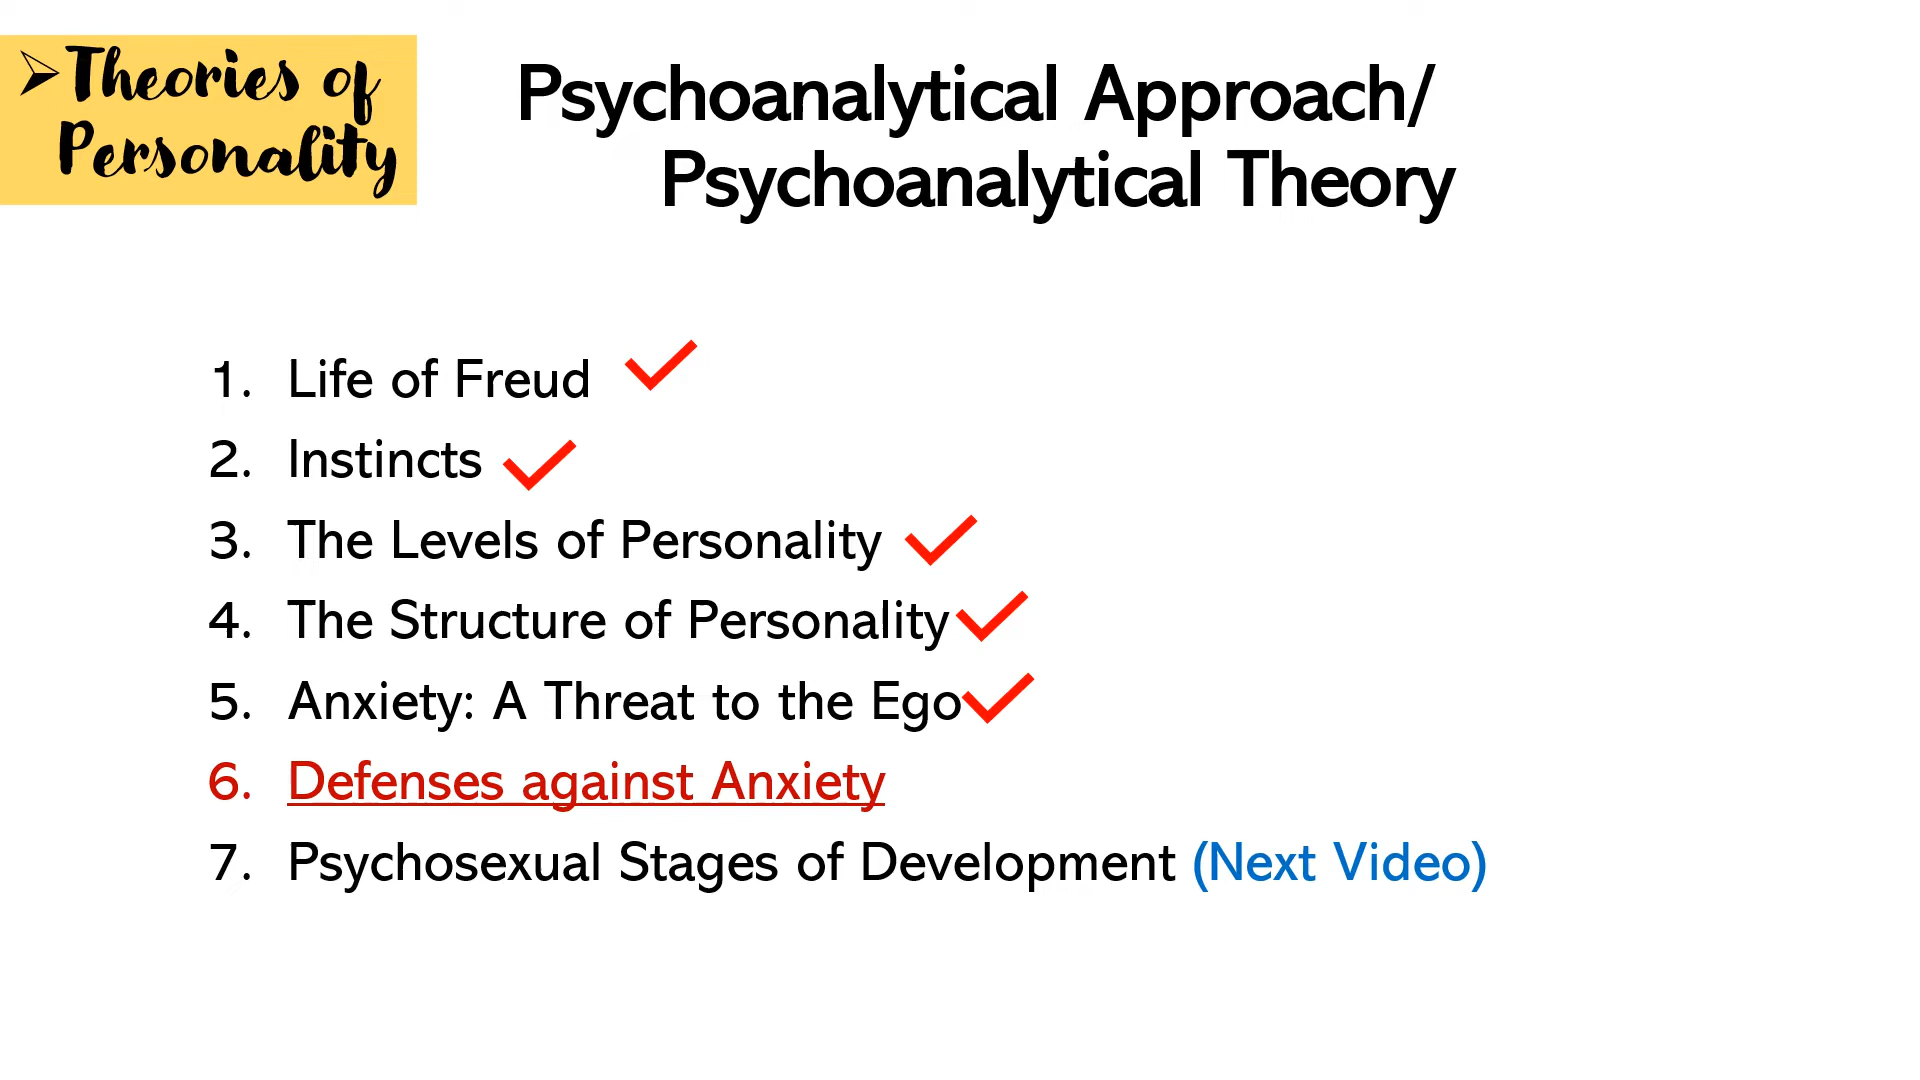 ➢Theories of
Personality
Psychoanalytical Approach/
Psychoanalytical Theory
1. Life of Freud
2. Instincts
3. The Levels of Personality
4. The Structure of Personality
5. Anxiety: A Threat to the Ego
6. Defenses against Anxiety
7. Psychosexual Stages of Development (Next Video)